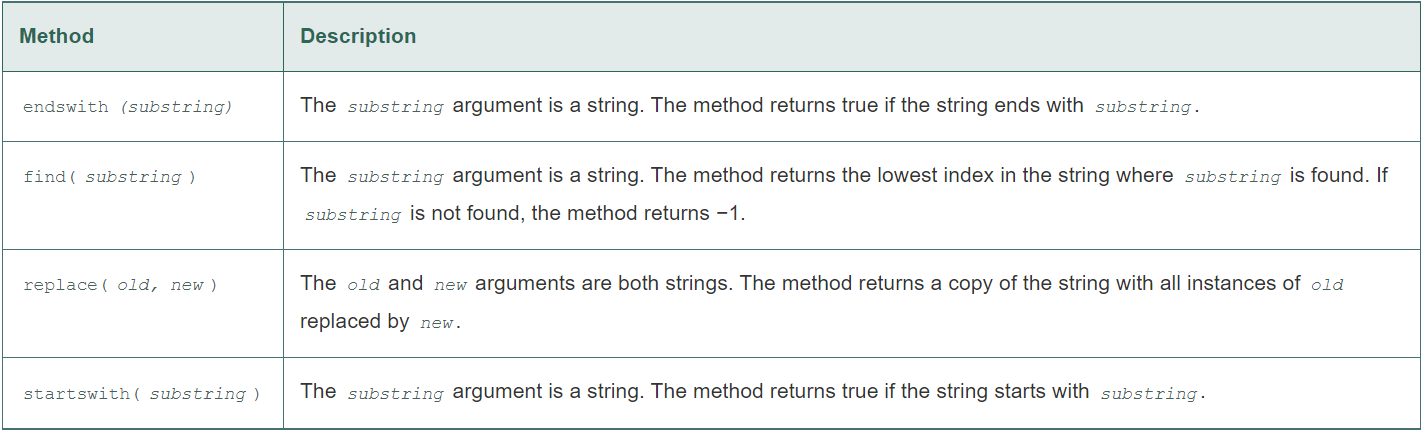 Method Description
endswith (substring) The substring argument is a string. The method returns true if the string ends with substring.
find( substring ) The substring argument is a string. The method returns the lowest index in the string where substring is found. If
substring is not found, the method returns −1.
replace( old, new ) The old and new arguments are both strings. The method returns a copy of the string with all instances of old
replaced by new.
startswith( substring ) The substring argument is a string. The method returns true if the string starts with substring.